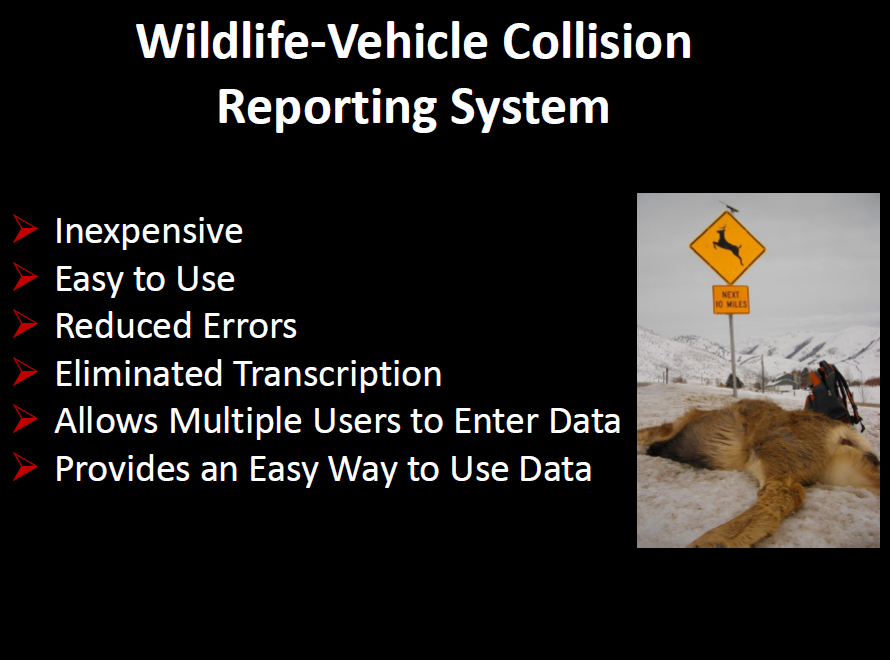 Wildlife-Vehicle Collision
Reporting System
Inexpensive
Easy to Use
Reduced Errors
Eliminated Transcription
Allows Multiple Users to Enter Data
Provides an Easy Way to Use Data
NEXT
10 MILES